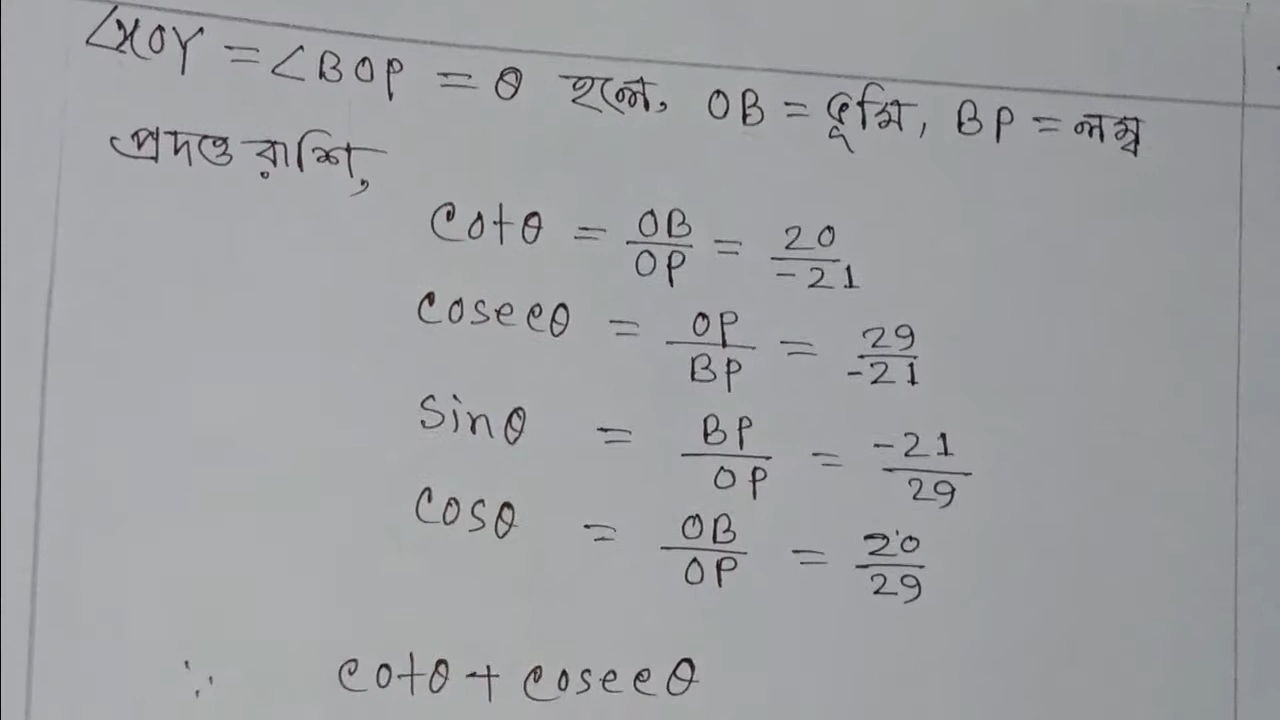 ∠XOY = ∠BOP = θ হলে, OB = ভূমি, BP = লম্ব
প্রদত্ত রাশি,
cotθ = OB/OP = 20/-21
cosecθ = OP/BP = 29/-21
sinθ = BP/OP = -21/29
cosθ = OB/OP = 20/29
∵ cotθ + cosecθ